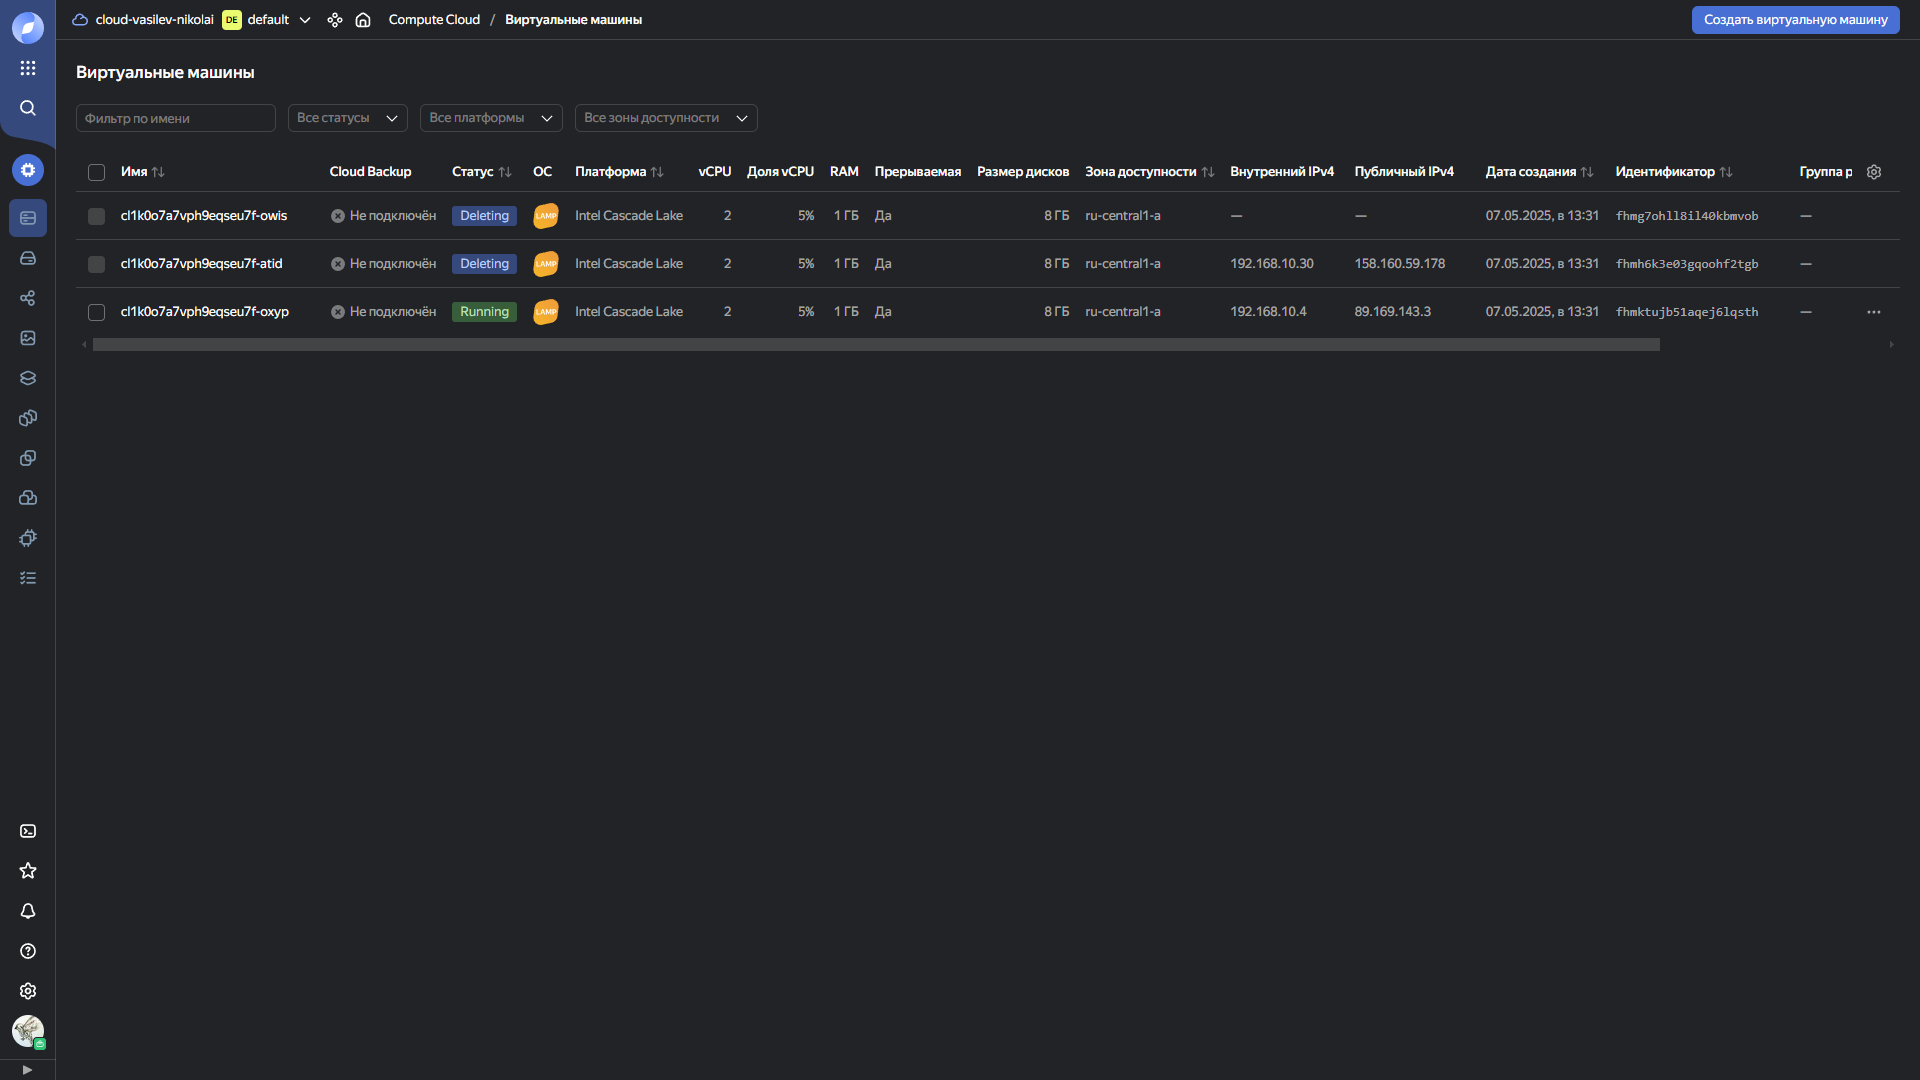 cloud-vasilev-nikolai DE default Compute Cloud / Виртуальные машины Создать виртуальную машину
Виртуальные машины
Фильтр по имени Все статусы Все платформы Все зоны доступности
Имя Cloud Backup Статус ОС Платформа vCPU Доля vCPU RAM Прерываемая Размер дисков Зона доступности Внутренний IPv4 Публичный IPv4 Дата создания Идентификатор Группа р
cl1k0o7a7vph9eqseu7f-owis Не подключён Deleting LAMP Intel Cascade Lake 2 5% 1 ГБ Да 8 ГБ ru-central1-a — — 07.05.2025, в 13:31 fhmg7ohll8il40kbmvob —
cl1k0o7a7vph9eqseu7f-atid Не подключён Deleting LAMP Intel Cascade Lake 2 5% 1 ГБ Да 8 ГБ ru-central1-a 192.168.10.30 158.160.59.178 07.05.2025, в 13:31 fhmh6k3e03gqoohf2tgb —
cl1k0o7a7vph9eqseu7f-oxyp Не подключён Running LAMP Intel Cascade Lake 2 5% 1 ГБ Да 8 ГБ ru-central1-a 192.168.10.4 89.169.143.3 07.05.2025, в 13:31 fhmktujb51aqej6lqsth —